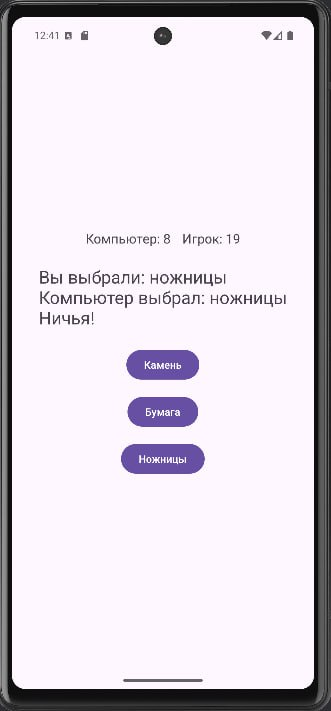 12:41
Компьютер: 8 Игрок: 19
Вы выбрали: ножницы
Компьютер выбрал: ножницы
Ничья!
Камень
Бумага
Ножницы